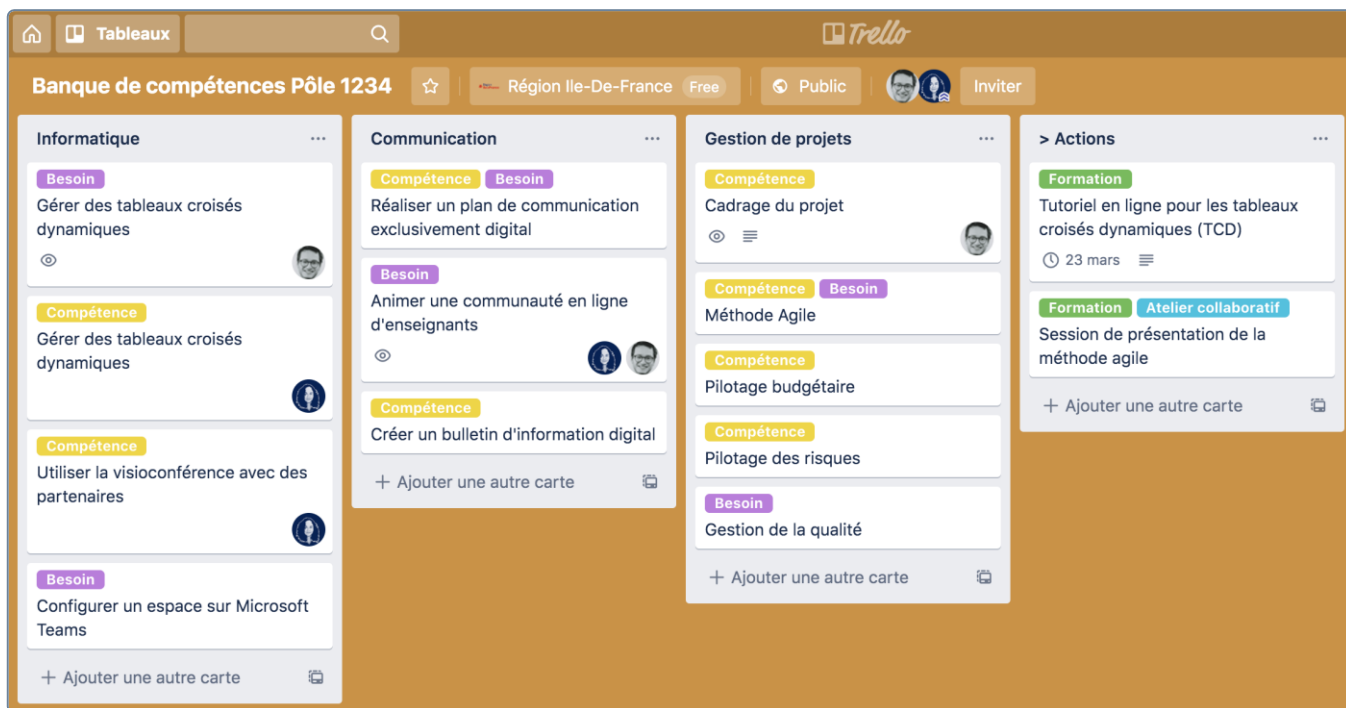 Tableaux
Trello
Banque de compétences Pôle 1234
Région Ile-De-France
Free
Public
Inviter
Informatique
Besoin
Gérer des tableaux croisés
dynamiques
Compétence
Gérer des tableaux croisés
dynamiques
Compétence
Utiliser la visioconférence avec des
partenaires
Besoin
Configurer un espace sur Microsoft
Teams
+ Ajouter une autre carte
Communication
Compétence Besoin
Réaliser un plan de communication
exclusivement digital
Besoin
Animer une communauté en ligne
d'enseignants
Compétence
Créer un bulletin d'information digital
+ Ajouter une autre carte
Gestion de projets
Compétence
Cadrage du projet
Compétence Besoin
Méthode Agile
Compétence
Pilotage budgétaire
Compétence
Pilotage des risques
Besoin
Gestion de la qualité
+ Ajouter une autre carte
> Actions
Formation
Tutoriel en ligne pour les tableaux
croisés dynamiques (TCD)
23 mars
Formation Atelier collaboratif
Session de présentation de la
méthode agile
+ Ajouter une autre carte